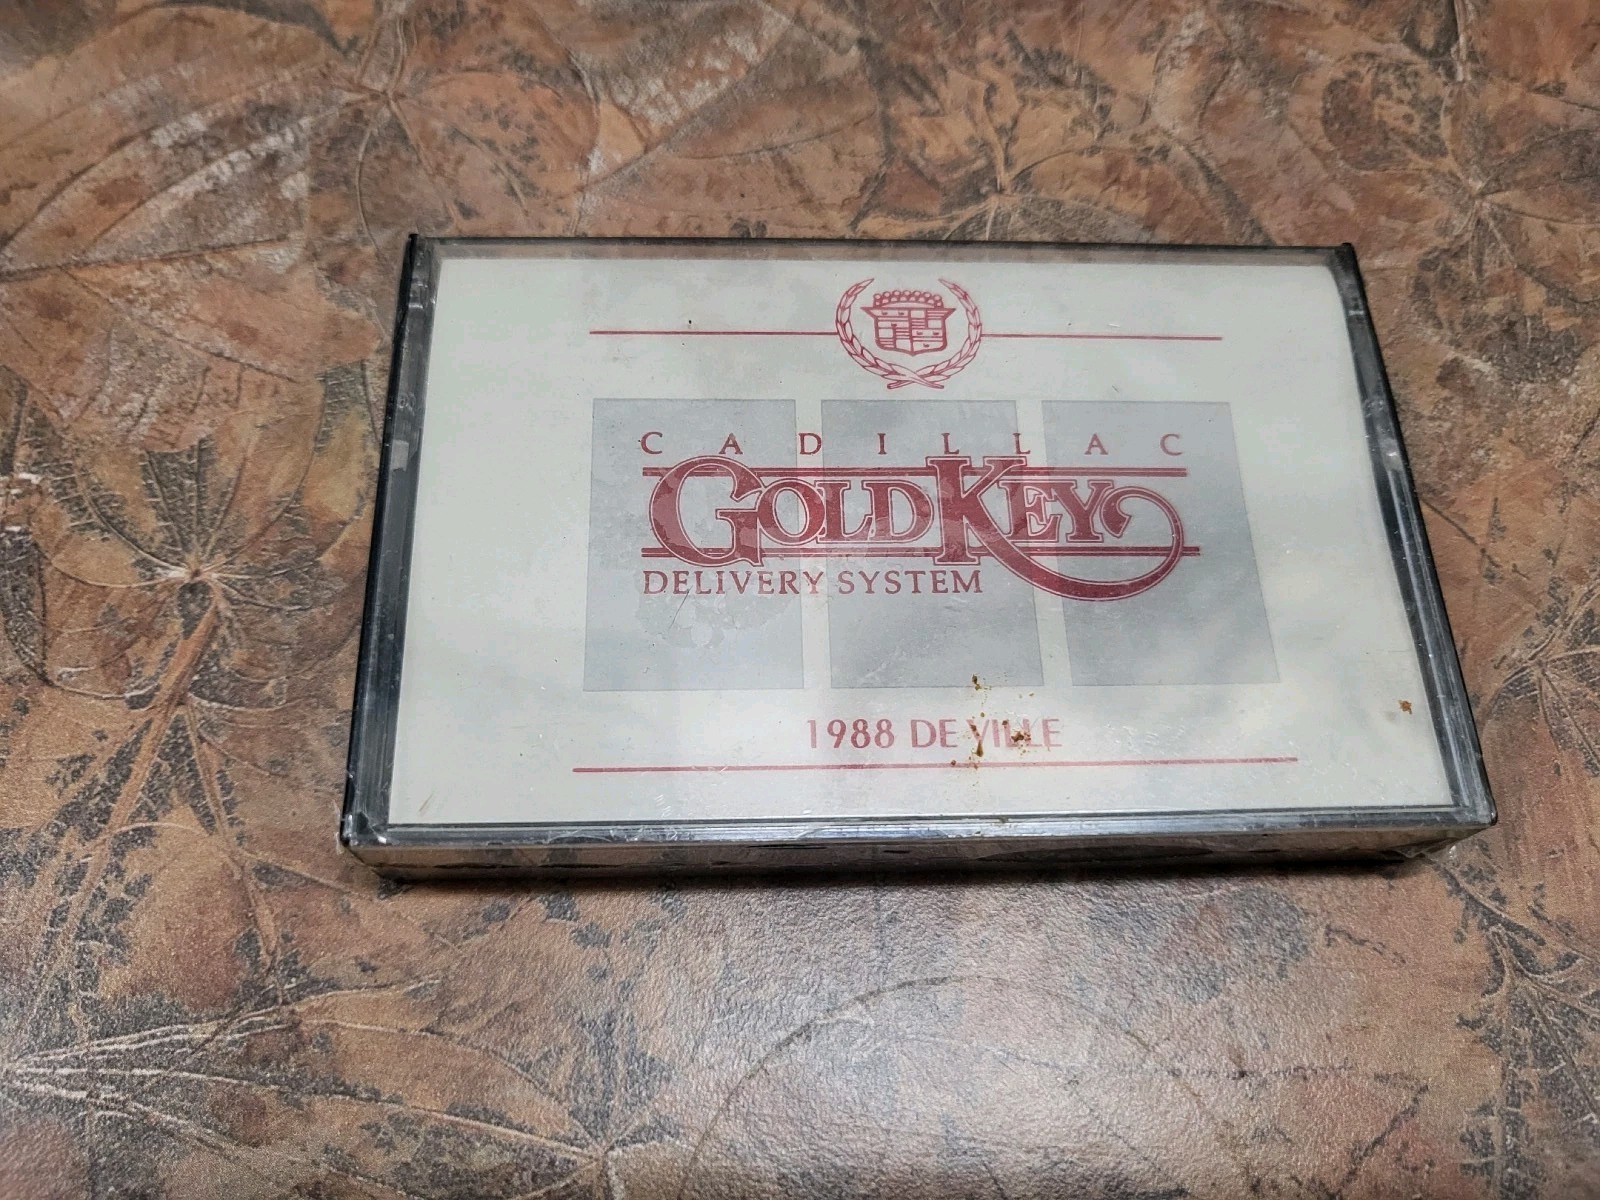 CADILLAC
GOLDKEY
DELIVERY SYSTEM
1988 DE VILLE